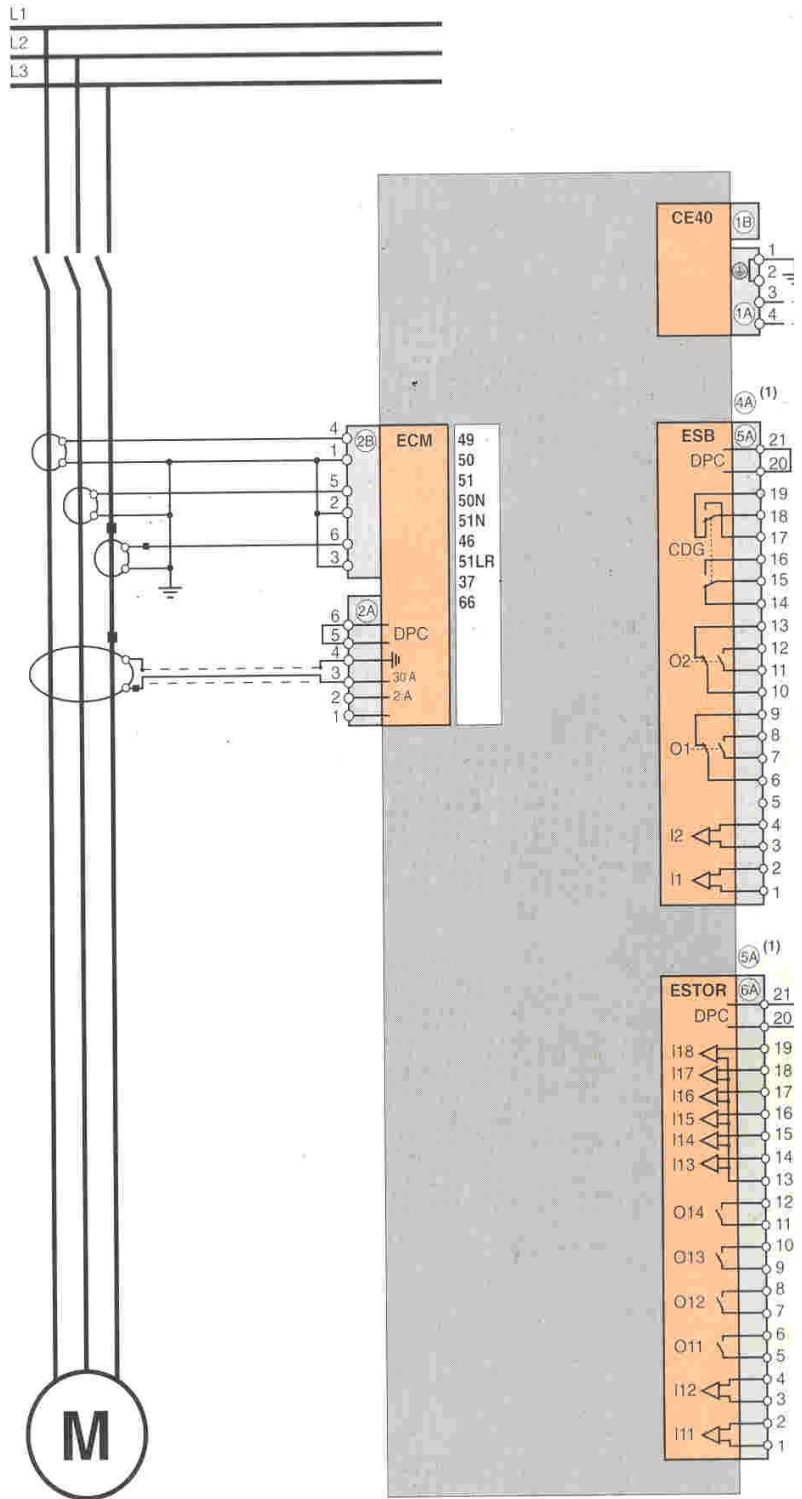 L1
L2
L3
CE40
1B
1
2
3
1A
4
4A (1)
4
2B
ECM
49
ESB
5A
21
1
50
DPC
20
5
51
19
2
50N
18
51N
17
6
46
CDG
16
3
51LR
15
37
14
2A
66
13
6
DPC
12
5
O2
11
4
10
3
30 A
9
2
2 A
8
1
O1
7
6
5
4
I2
3
2
I1
1
5A (1)
ESTOR
6A
21
DPC
20
I18
19
I17
18
I16
17
I15
16
I14
15
I13
14
13
12
O14
11
10
O13
9
8
O12
7
6
O11
5
4
I12
3
2
I11
1
M